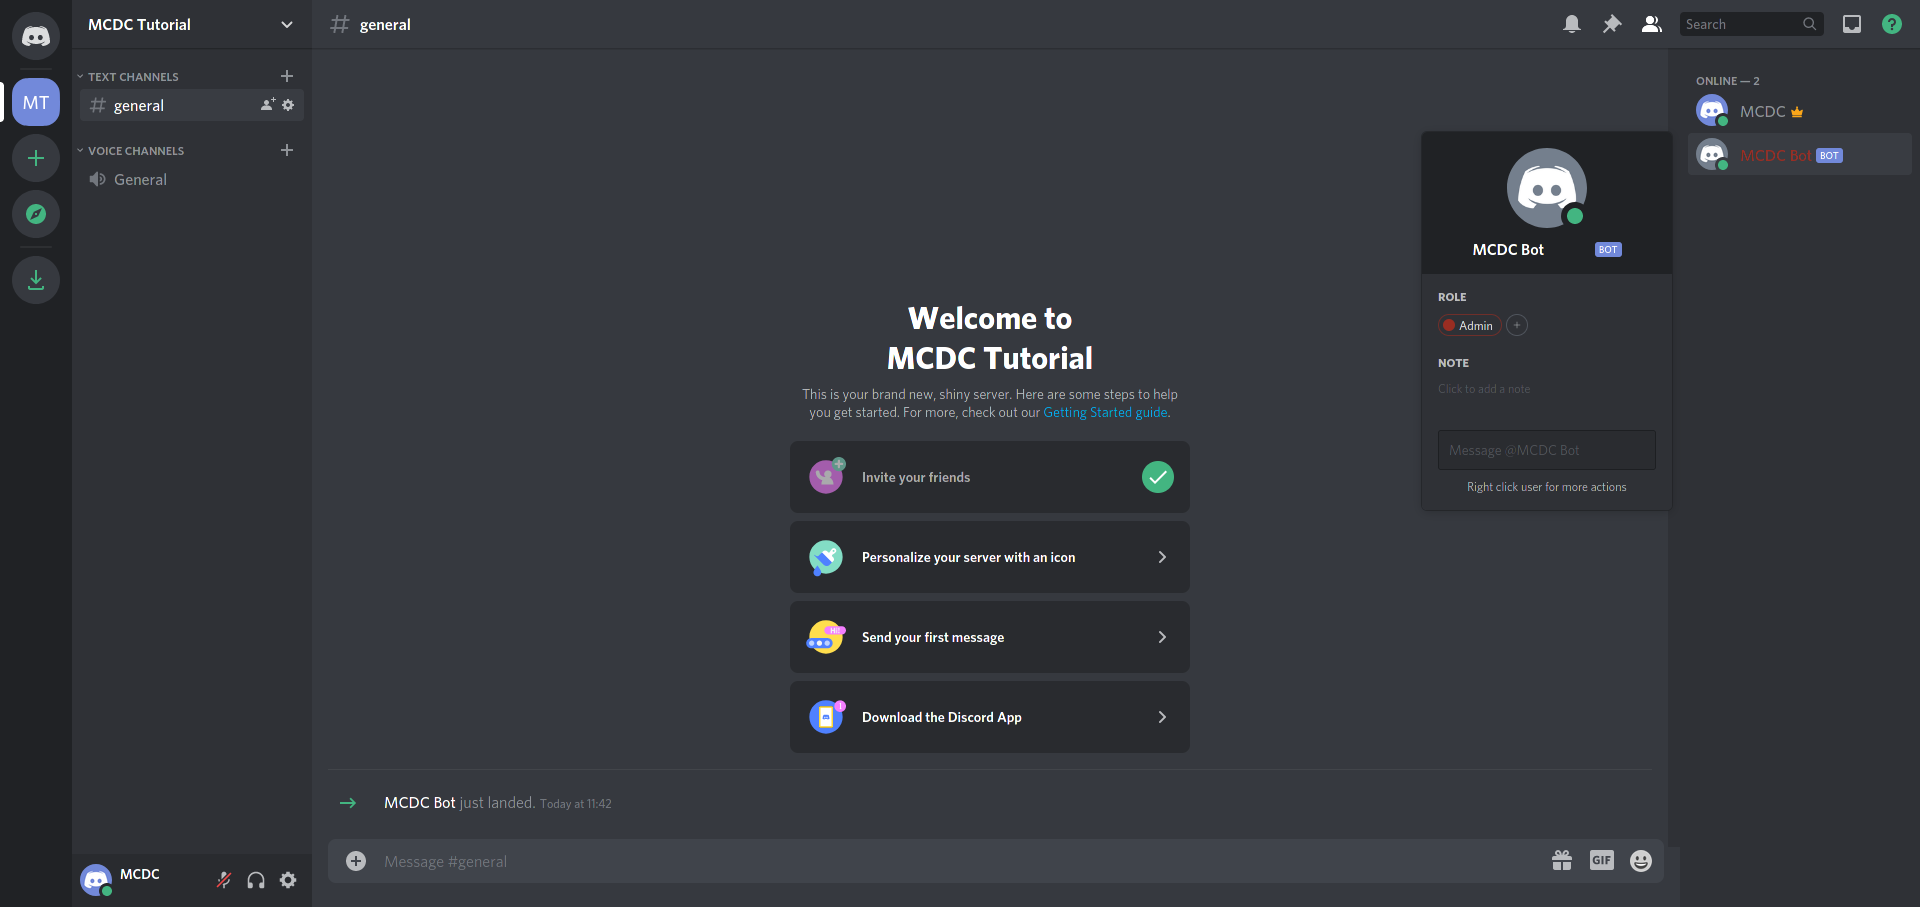 MCDC Tutorial
general
Search
?
MT
TEXT CHANNELS
general
VOICE CHANNELS
General
Welcome to
MCDC Tutorial
This is your brand new, shiny server. Here are some steps to help
you get started. For more, check out our Getting Started guide.
Invite your friends
Personalize your server with an icon
Hi!
Send your first message
Download the Discord App
MCDC Bot just landed. Today at 11:42
Message #general
GIF
MCDC
MCDC Bot BOT
ROLE
Admin
NOTE
Click to add a note
Message @MCDC Bot
Right click user for more actions
ONLINE — 2
MCDC
MCDC Bot BOT